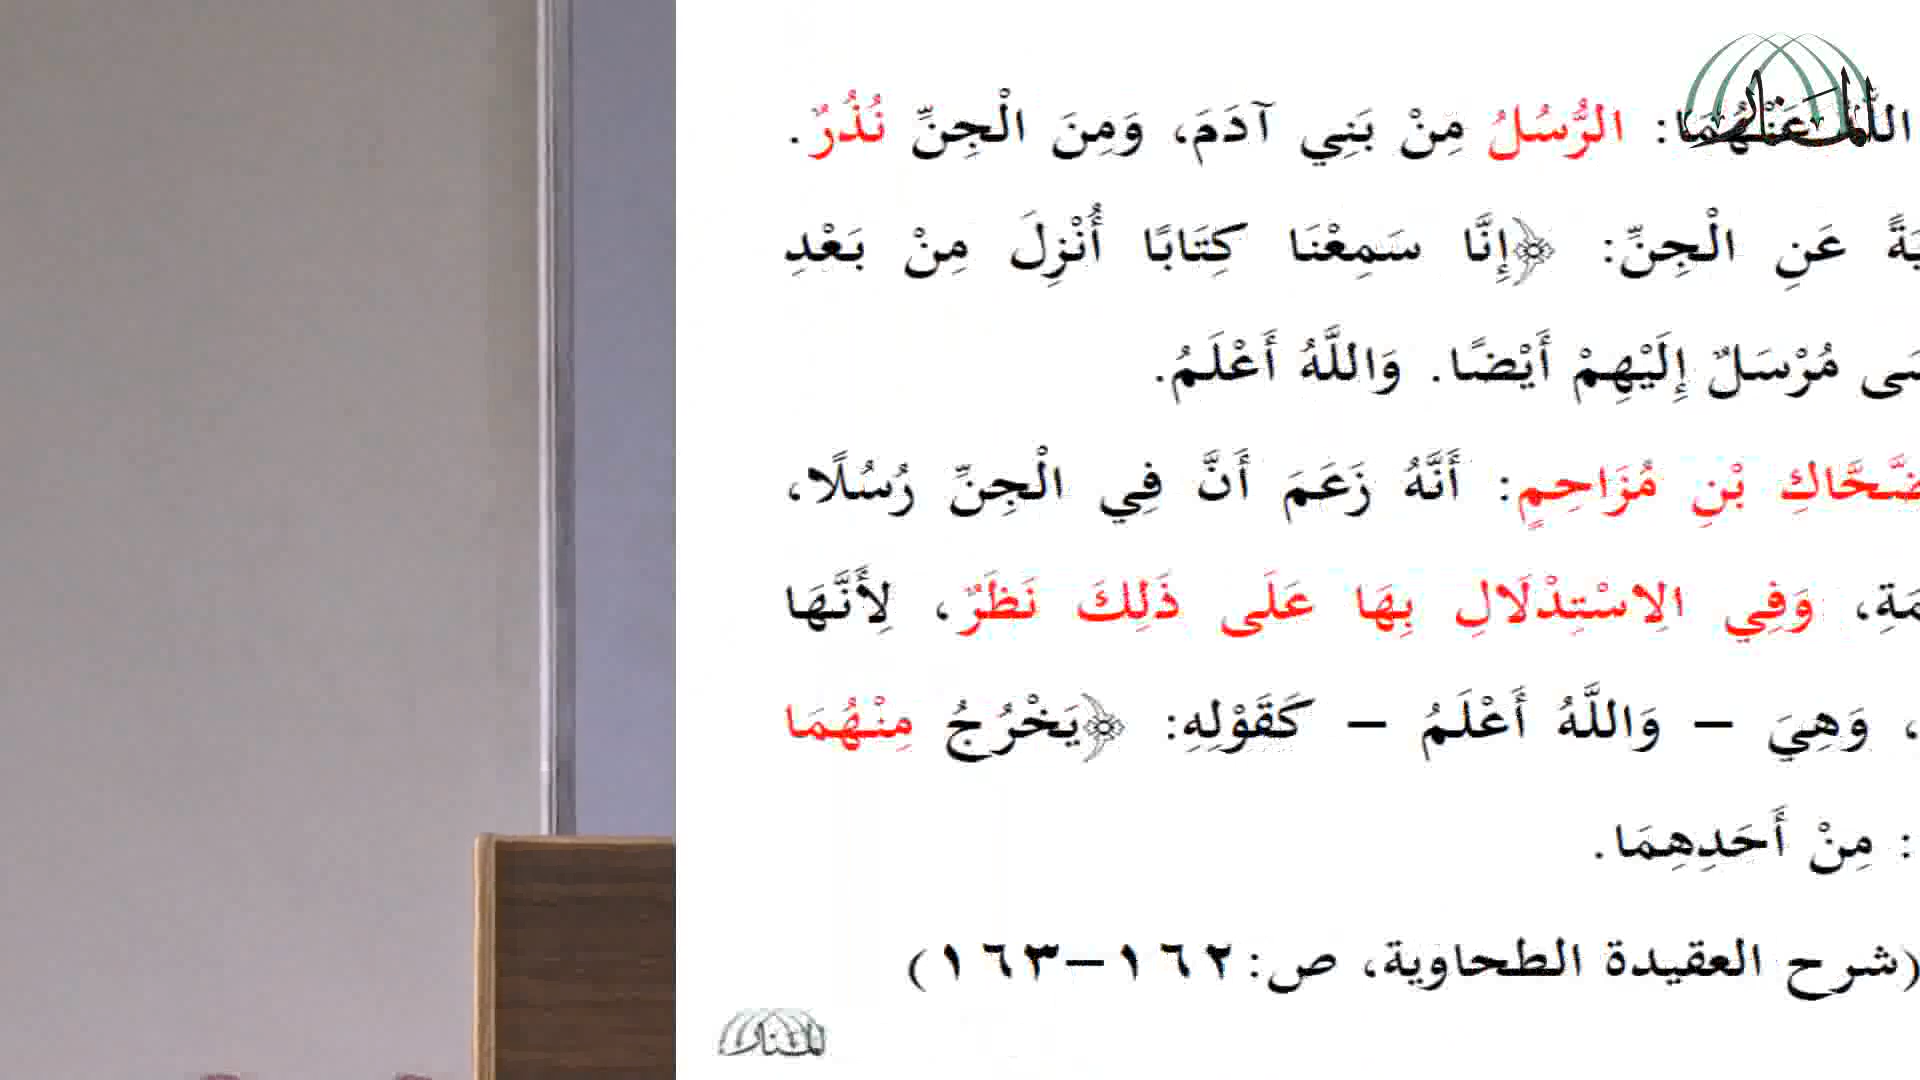 عَنْهُمَا: الرُّسُلُ مِنْ بَنِي آدَمَ، وَمِنَ الْجِنِّ نُذُرٌ.
عَنِ الْجِنِّ: ﴿إِنَّا سَمِعْنَا كِتَابًا أُنْزِلَ مِنْ بَعْدِ
مُرْسَلٌ إِلَيْهِمْ أَيْضًا. وَاللَّهُ أَعْلَمُ.
بْنِ مُزَاحِمٍ: أَنَّهُ زَعَمَ أَنَّ فِي الْجِنِّ رُسُلًا،
وَفِي الِاسْتِدْلَالِ بِهَا عَلَى ذَلِكَ نَظَرٌ، لِأَنَّهَا
، وَهِيَ – وَاللَّهُ أَعْلَمُ – كَقَوْلِهِ: ﴿يَخْرُجُ مِنْهُمَا
: مِنْ أَحَدِهِمَا.
(شرح العقيدة الطحاوية، ص: ١٦٢–١٦٣)